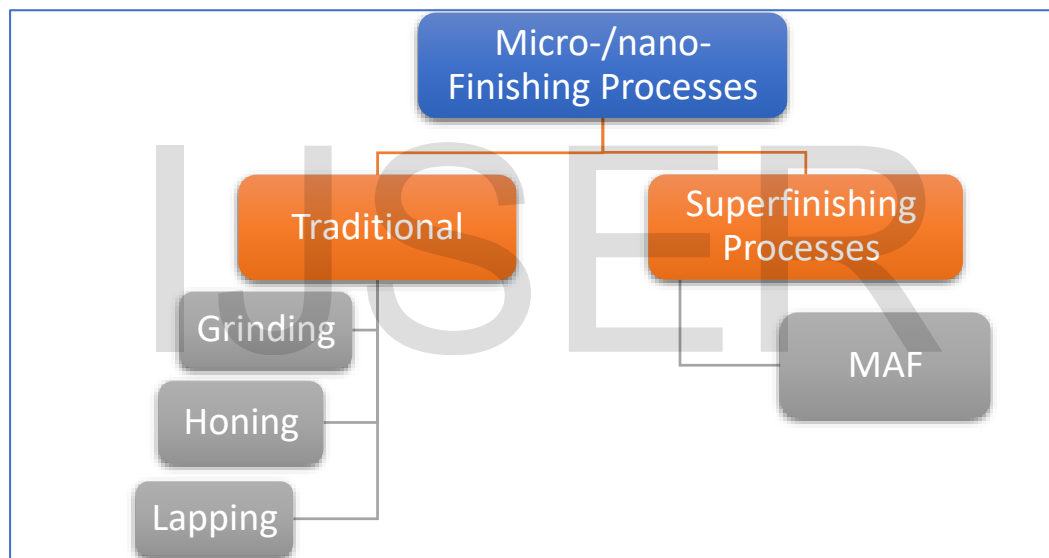 Micro-/nano-
Finishing Processes
Traditional
Superfinishing
Processes
Grinding
MAF
Honing
Lapping
IJSER